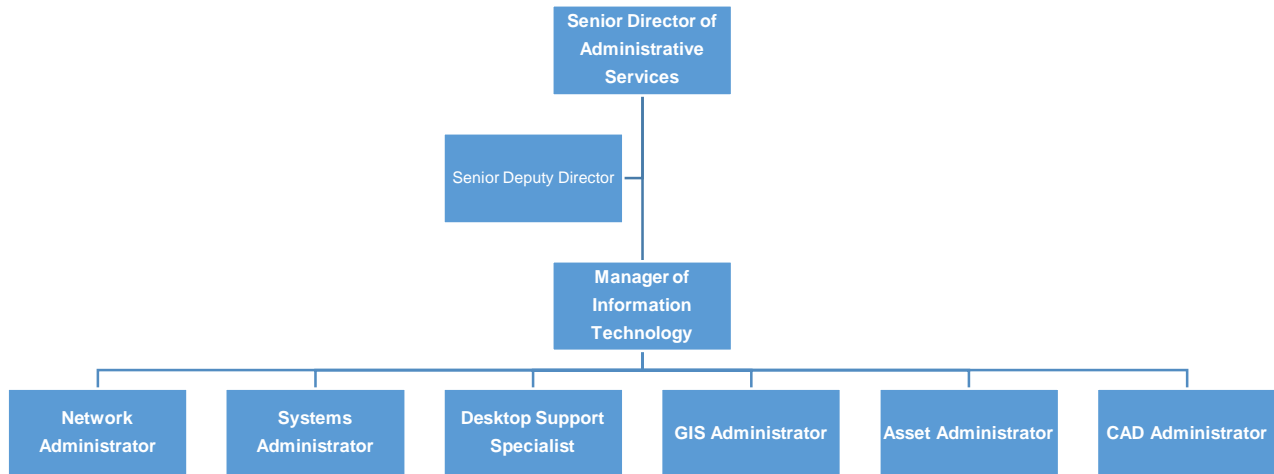 Senior Director of
Administrative
Services
Senior Deputy Director
Manager of
Information
Technology
Network
Administrator
Systems
Administrator
Desktop Support
Specialist
GIS Administrator
Asset Administrator
CAD Administrator